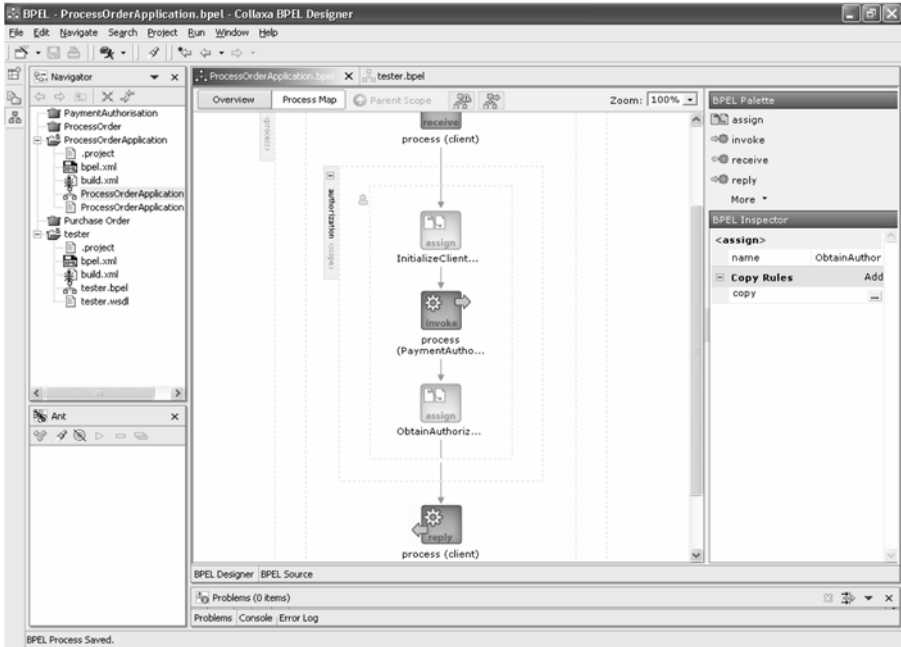 BPEL - ProcessOrderApplication.bpel - Collaxa BPEL Designer
File Edit Navigate Search Project Run Window Help
Navigator
PaymentAuthorisation
ProcessOrder
ProcessOrderApplication
.project
bpel.xml
build.xml
ProcessOrderApplication
ProcessOrderApplication
Purchase Order
tester
.project
bpel.xml
build.xml
tester.bpel
tester.wsdl
Ant
ProcessOrderApplication.bpel
tester.bpel
Overview Process Map Parent Scope Zoom: 100%
<process>
receive
process (client)
authorization <scope>
assign
InitializeClient...
invoke
process
(PaymentAutho...
assign
ObtainAuthoriz...
reply
process (client)
BPEL Designer BPEL Source
BPEL Palette
assign
invoke
receive
reply
More
BPEL Inspector
<assign>
name ObtainAuthor
Copy Rules Add
copy ...
Problems (0 items)
Problems Console Error Log
BPEL Process Saved.